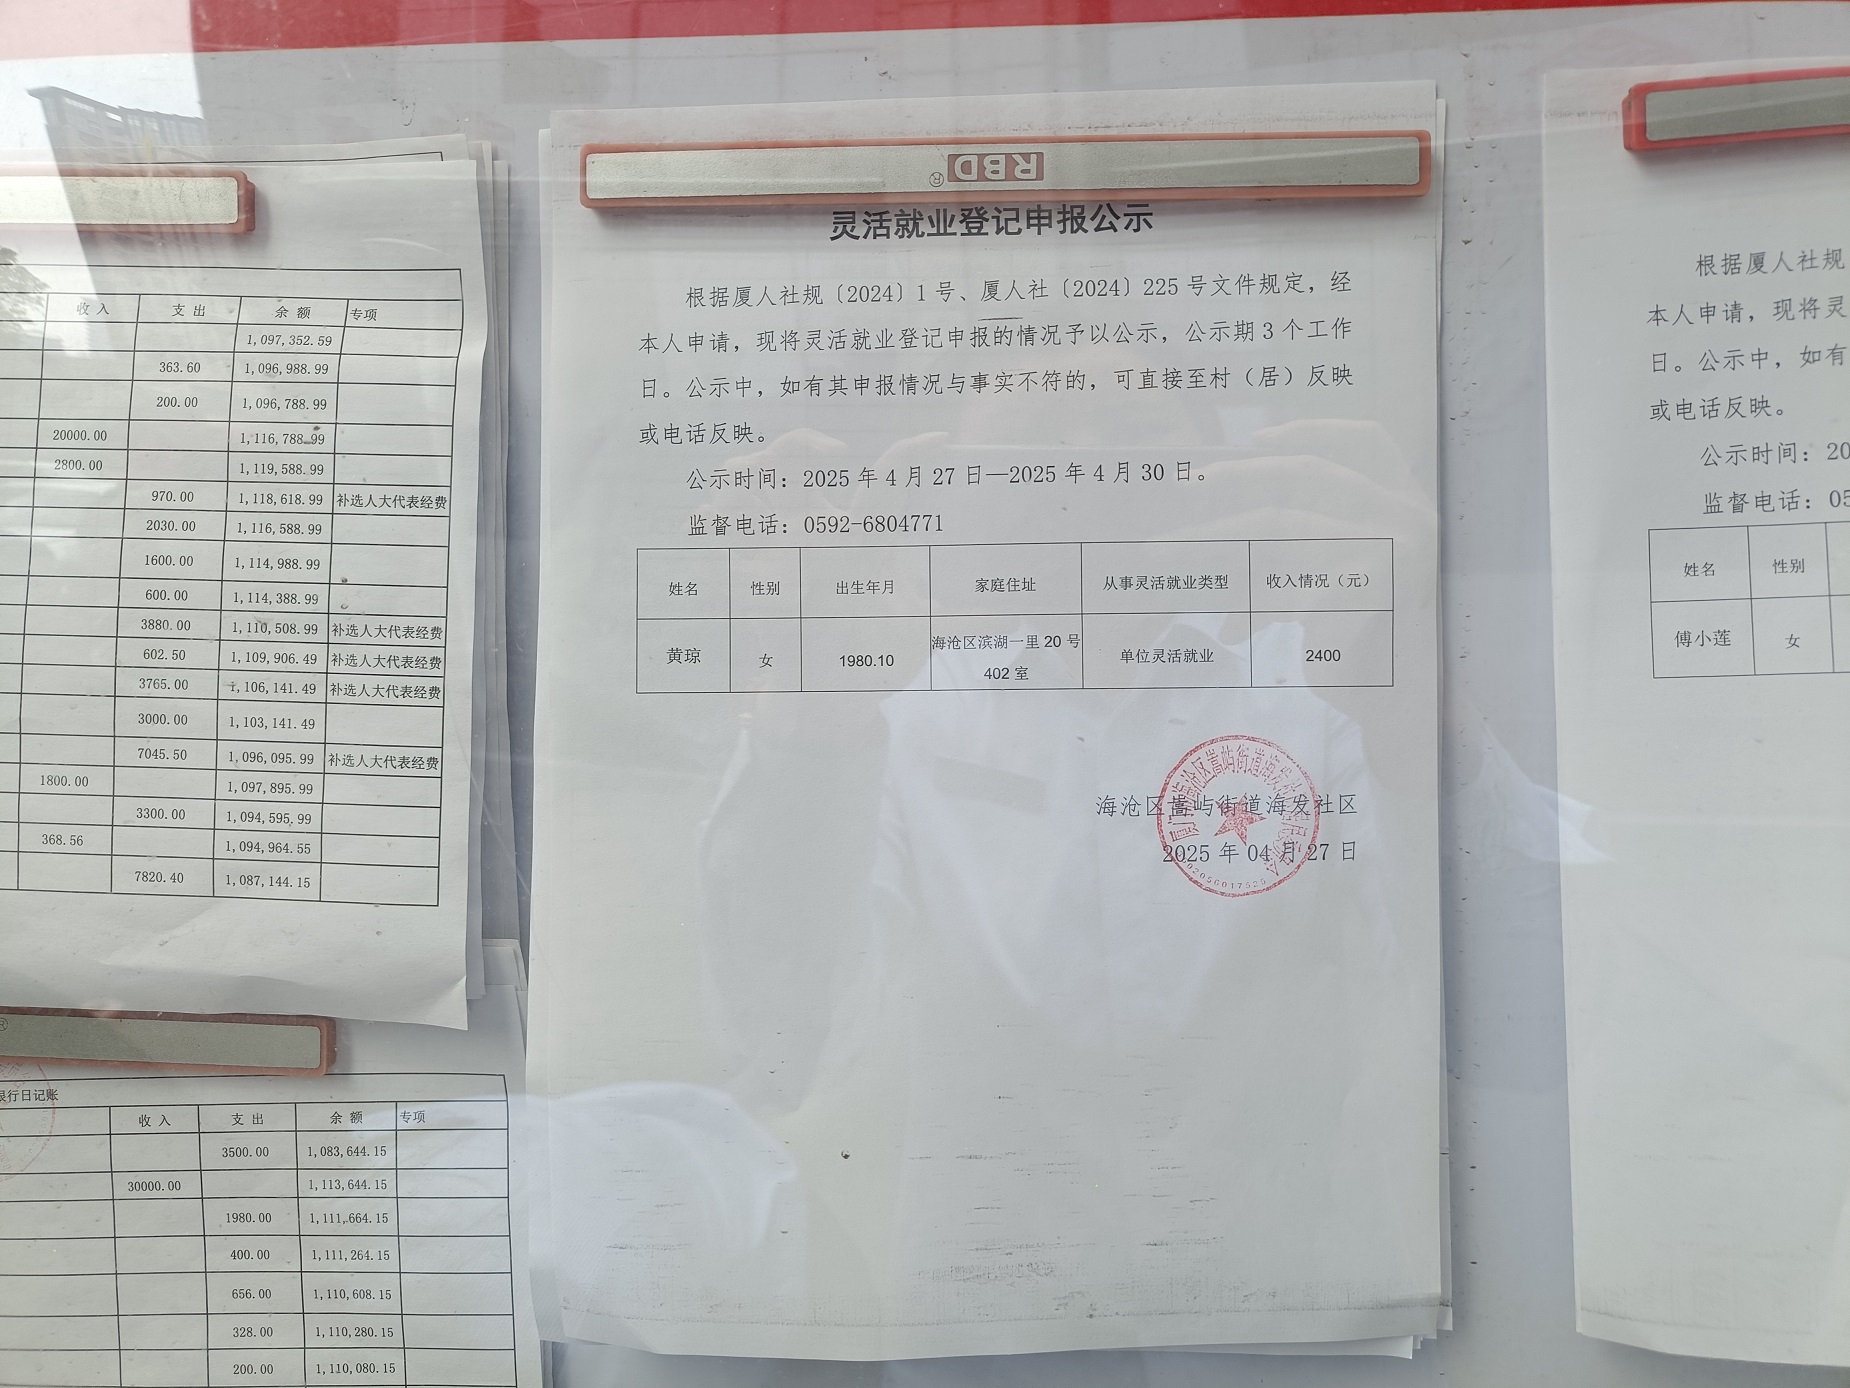 收入 支出 余额 专项
1,097,352.59
363.60 1,096,988.99
200.00 1,096,788.99
20000.00 1,116,788.99
2800.00 1,119,588.99
970.00 1,118,618.99 补选人大代表经费
2030.00 1,116,588.99
1600.00 1,114,988.99
600.00 1,114,388.99
3880.00 1,110,508.99 补选人大代表经费
602.50 1,109,906.49 补选人大代表经费
3765.00 1,106,141.49 补选人大代表经费
3000.00 1,103,141.49
7045.50 1,096,095.99 补选人大代表经费
1800.00 1,097,895.99
3300.00 1,094,595.99
368.56 1,094,964.55
7820.40 1,087,144.15
银行日记账
收入 支出 余额 专项
3500.00 1,083,644.15
30000.00 1,113,644.15
1980.00 1,111,664.15
400.00 1,111,264.15
656.00 1,110,608.15
328.00 1,110,280.15
200.00 1,110,080.15
RBD®
灵活就业登记申报公示
根据厦人社规〔2024〕1号、厦人社〔2024〕225号文件规定，经
本人申请，现将灵活就业登记申报的情况予以公示，公示期3个工作
日。公示中，如有其申报情况与事实不符的，可直接至村（居）反映
或电话反映。
公示时间：2025年4月27日—2025年4月30日。
监督电话：0592-6804771
姓名 性别 出生年月 家庭住址 从事灵活就业类型 收入情况（元）
黄琼 女 1980.10 海沧区滨湖一里20号 单位灵活就业 2400
402室
海沧区嵩屿街道海发社区
2025年04月27日
根据厦人社规
本人申请，现将灵
日。公示中，如有
或电话反映。
公示时间：20
监督电话：05
姓名 性别
傅小莲 女